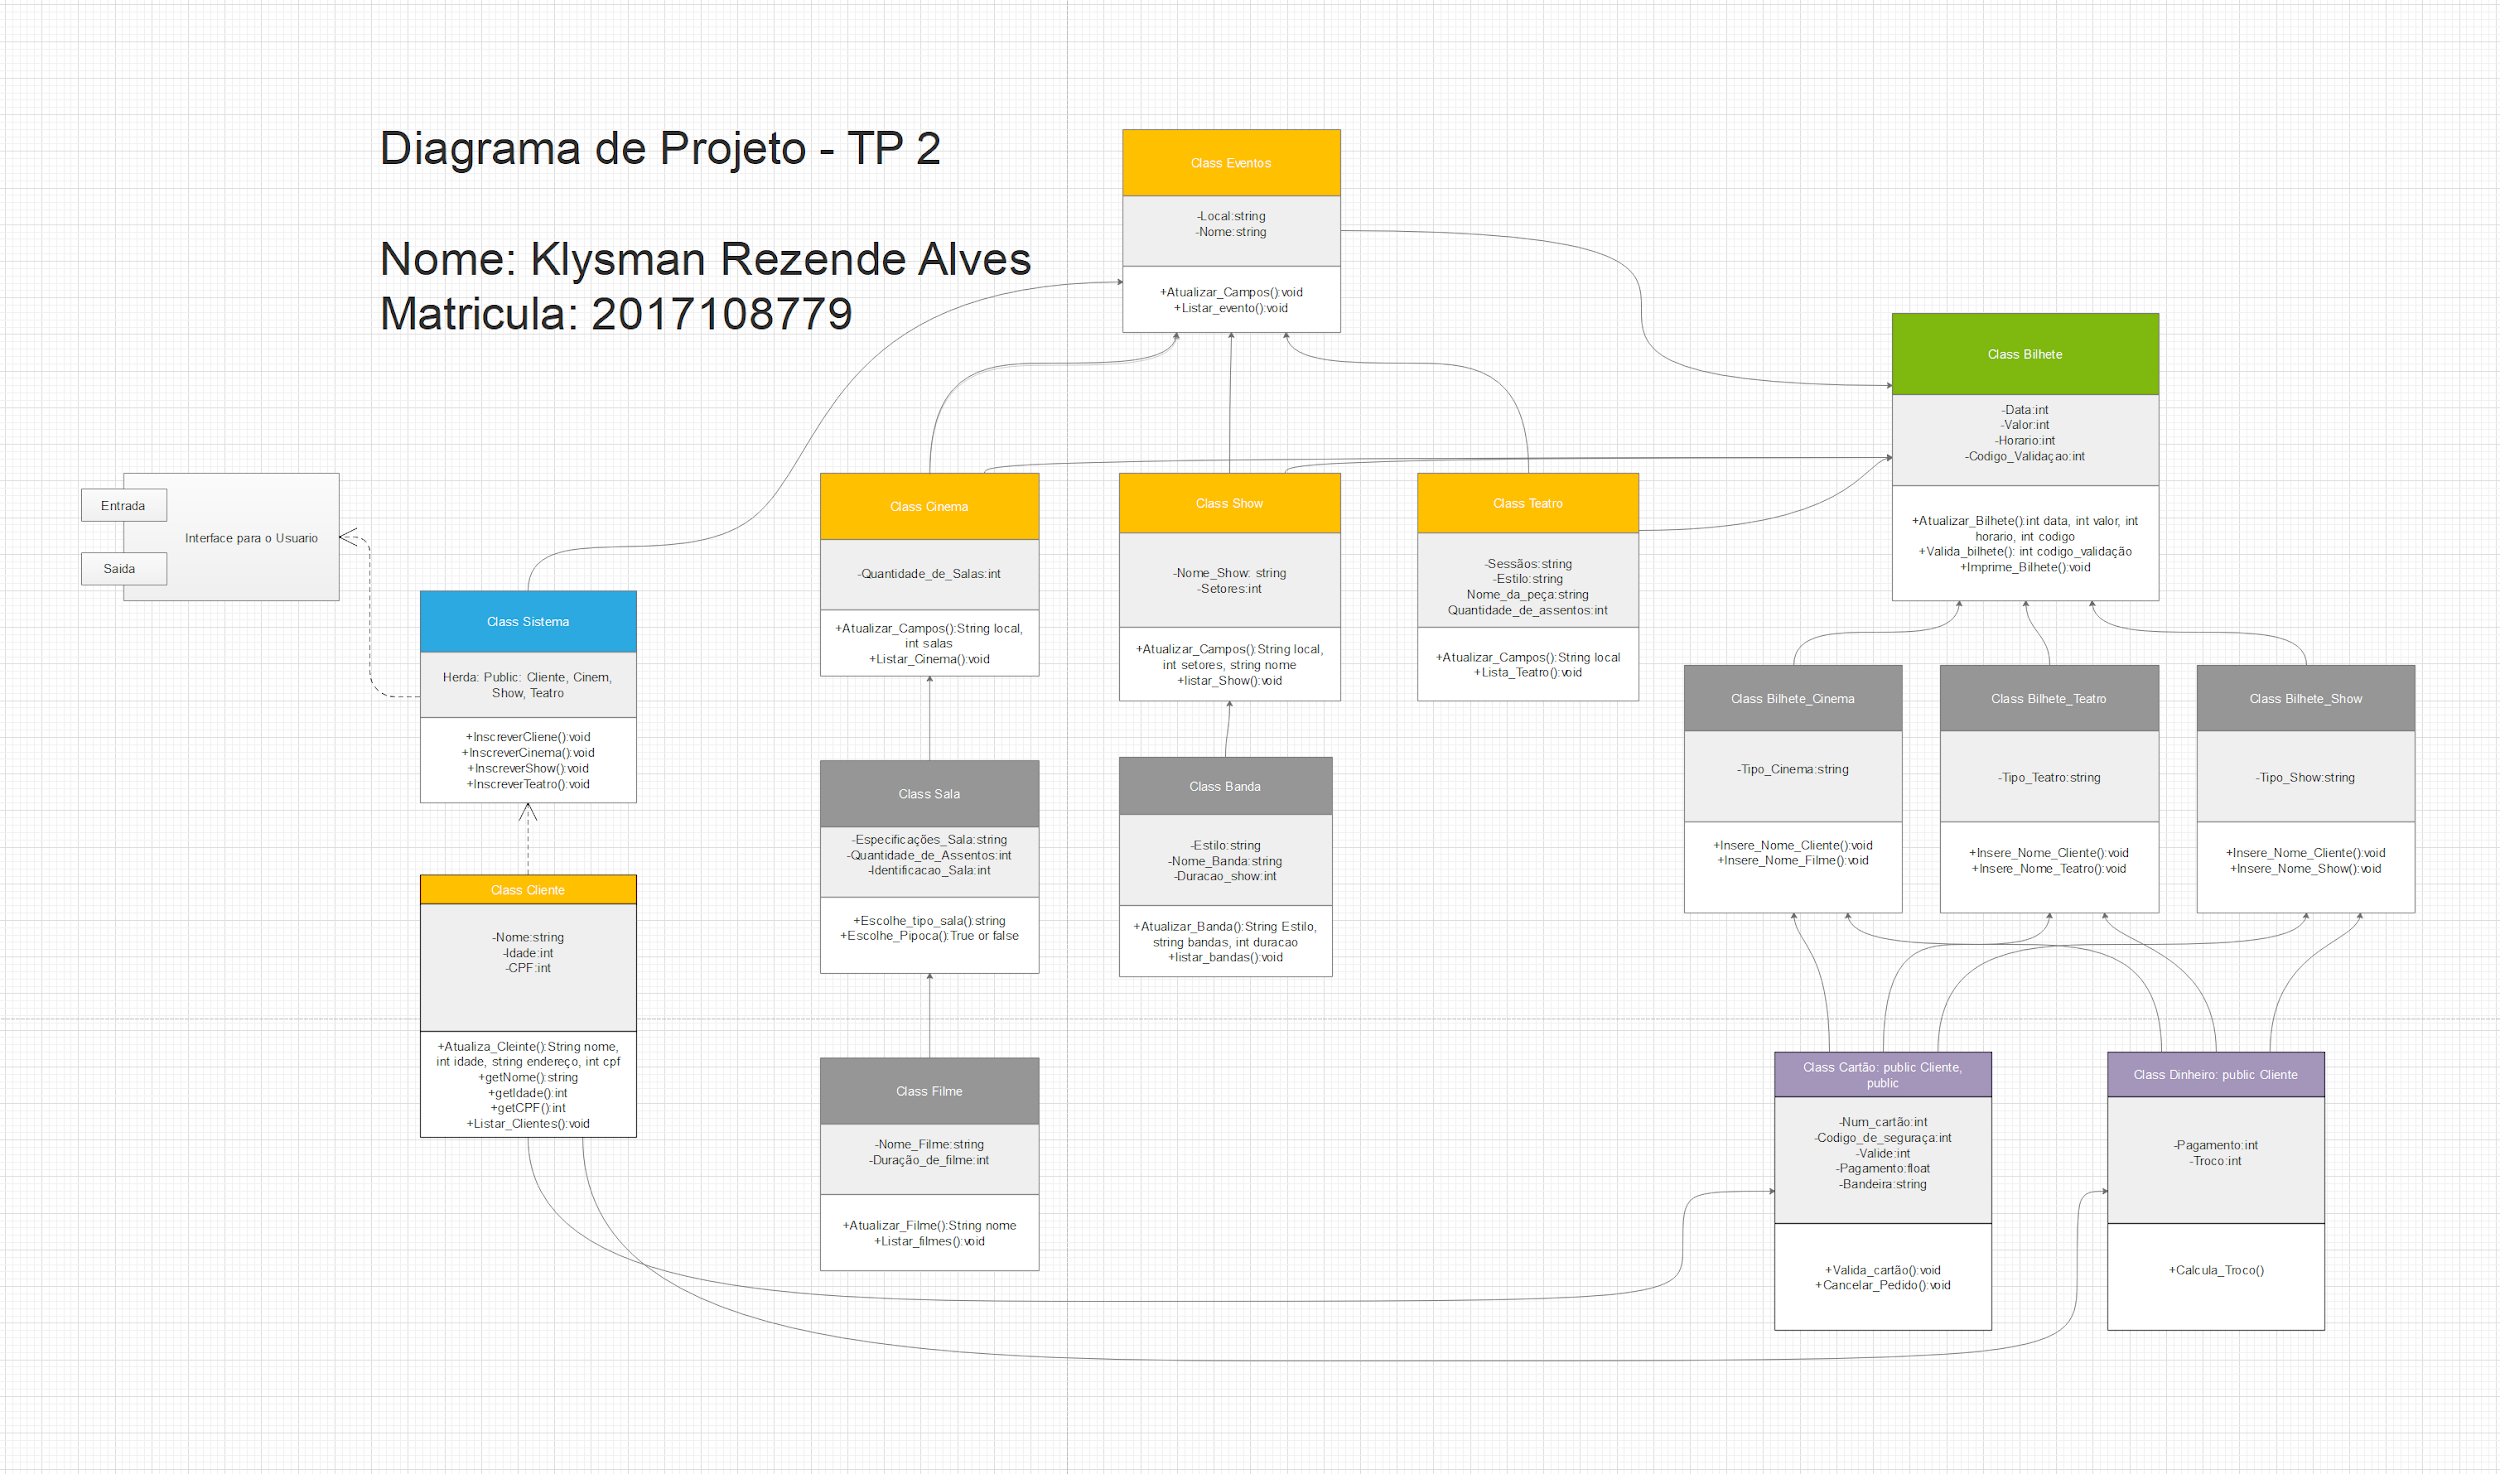 Diagrama de Projeto - TP 2
Nome: Klysman Rezende Alves
Matricula: 2017108779
Class Eventos
-Local:string
-Nome:string
+Atualizar_Campos():void
+Listar_evento():void
Class Bilhete
-Data:int
-Valor:int
-Horario:int
-Codigo_Validaçao:int
+Atualizar_Bilhete():int data, int valor, int
horario, int codigo
+Valida_bilhete(): int codigo_validação
+Imprime_Bilhete():void
Entrada
Saida
Interface para o Usuario
Class Sistema
Herda: Public: Cliente, Cinem,
Show, Teatro
+InscreverCliene():void
+InscreverCinema():void
+InscreverShow():void
+InscreverTeatro():void
Class Cinema
-Quantidade_de_Salas:int
+Atualizar_Campos():String local,
int salas
+Listar_Cinema():void
Class Show
-Nome_Show: string
-Setores:int
+Atualizar_Campos():String local,
int setores, string nome
+listar_Show():void
Class Teatro
-Sessãos:string
-Estilo:string
Nome_da_peça:string
Quantidade_de_assentos:int
+Atualizar_Campos():String local
+Lista_Teatro():void
Class Bilhete_Cinema
-Tipo_Cinema:string
+Insere_Nome_Cliente():void
+Insere_Nome_Filme():void
Class Bilhete_Teatro
-Tipo_Teatro:string
+Insere_Nome_Cliente():void
+Insere_Nome_Teatro():void
Class Bilhete_Show
-Tipo_Show:string
+Insere_Nome_Cliente():void
+Insere_Nome_Show():void
Class Sala
-Especificações_Sala:string
-Quantidade_de_Assentos:int
-Identificacao_Sala:int
+Escolhe_tipo_sala():string
+Escolhe_Pipoca():True or false
Class Banda
-Estilo:string
-Nome_Banda:string
-Duracao_show:int
+Atualizar_Banda():String Estilo,
string bandas, int duracao
+listar_bandas():void
Class Cliente
-Nome:string
-Idade:int
-CPF:int
+Atualiza_Cleinte():String nome,
int idade, string endereço, int cpf
+getNome():string
+getIdade():int
+getCPF():int
+Listar_Clientes():void
Class Filme
-Nome_Filme:string
-Duração_de_filme:int
+Atualizar_Filme():String nome
+Listar_filmes():void
Class Cartão: public Cliente,
public
-Num_cartão:int
-Codigo_de_seguraça:int
-Valide:int
-Pagamento:float
-Bandeira:string
+Valida_cartão():void
+Cancelar_Pedido():void
Class Dinheiro: public Cliente
-Pagamento:int
-Troco:int
+Calcula_Troco()